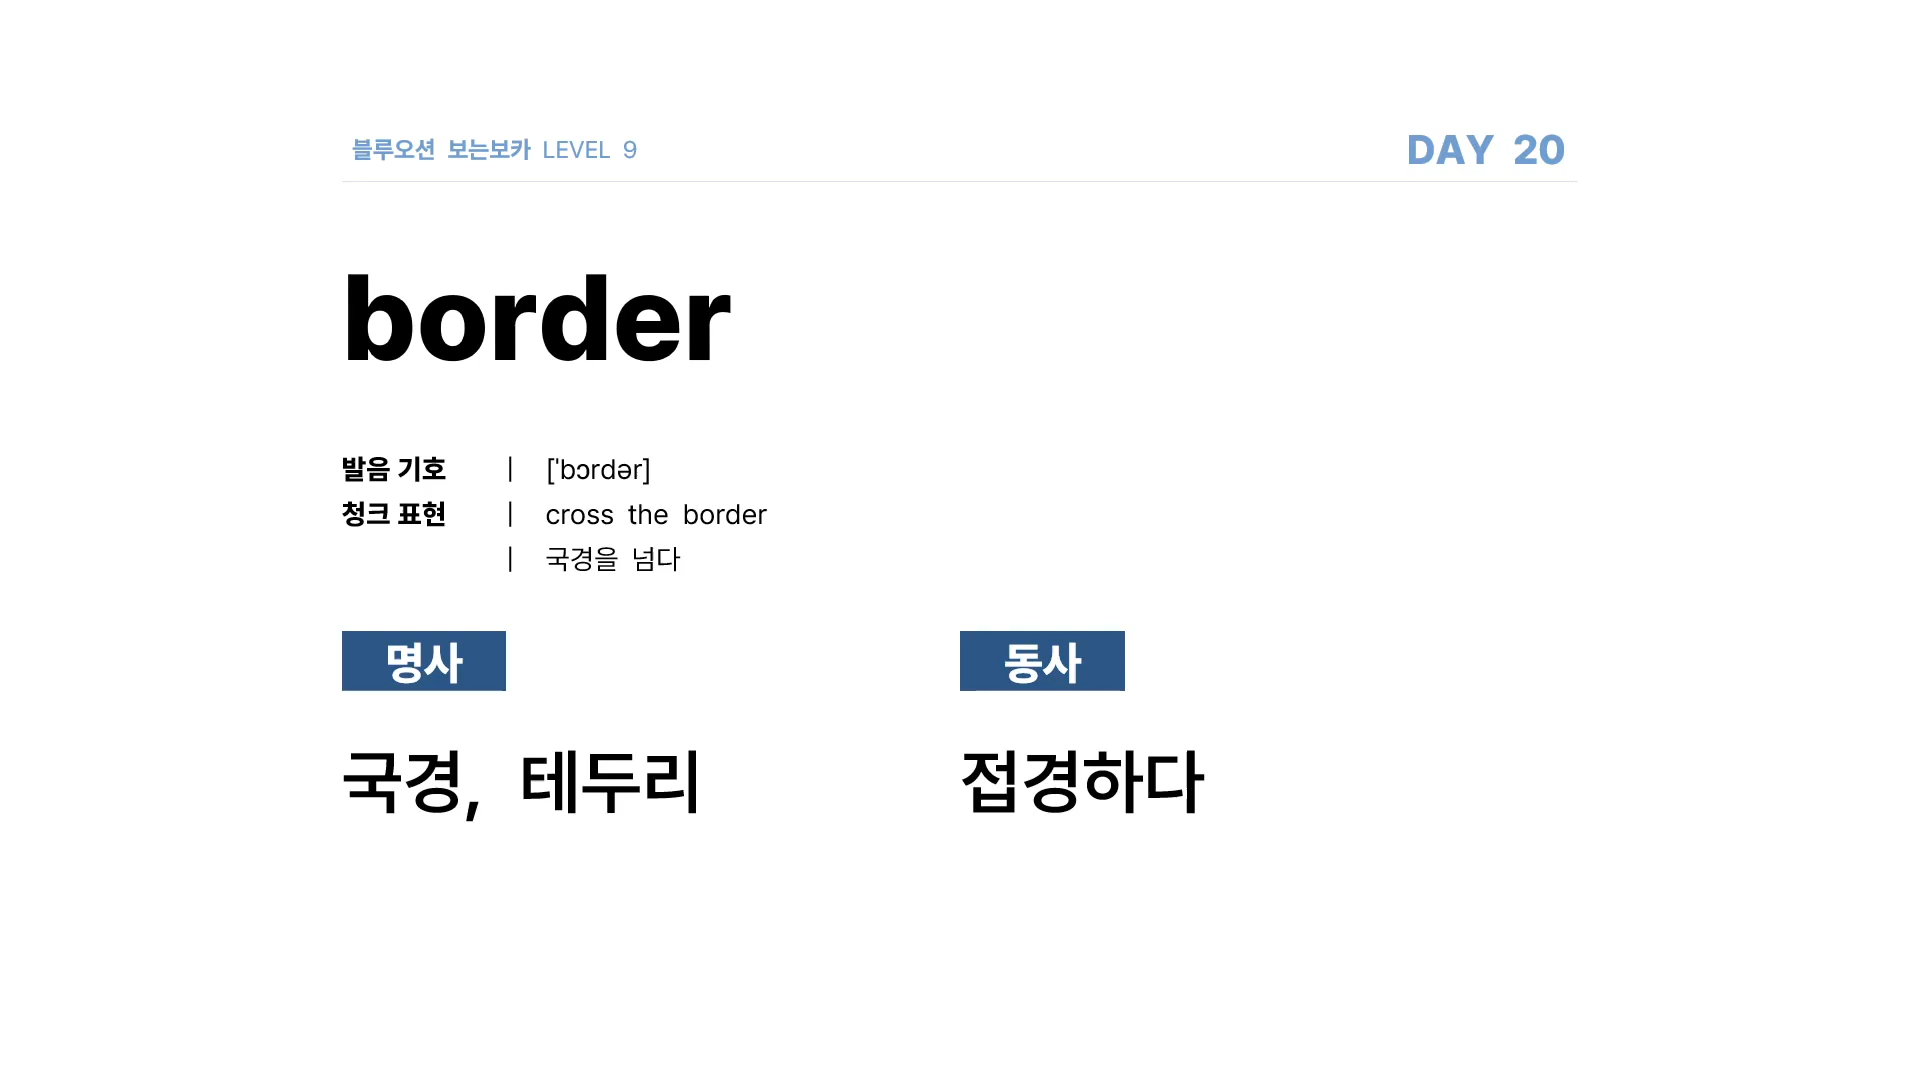 블루오션 보는보카 LEVEL 9
DAY 20
border
발음 기호 | [ˈbɔrdər]
청크 표현 | cross the border
| 국경을 넘다
명사
국경, 테두리
동사
접경하다